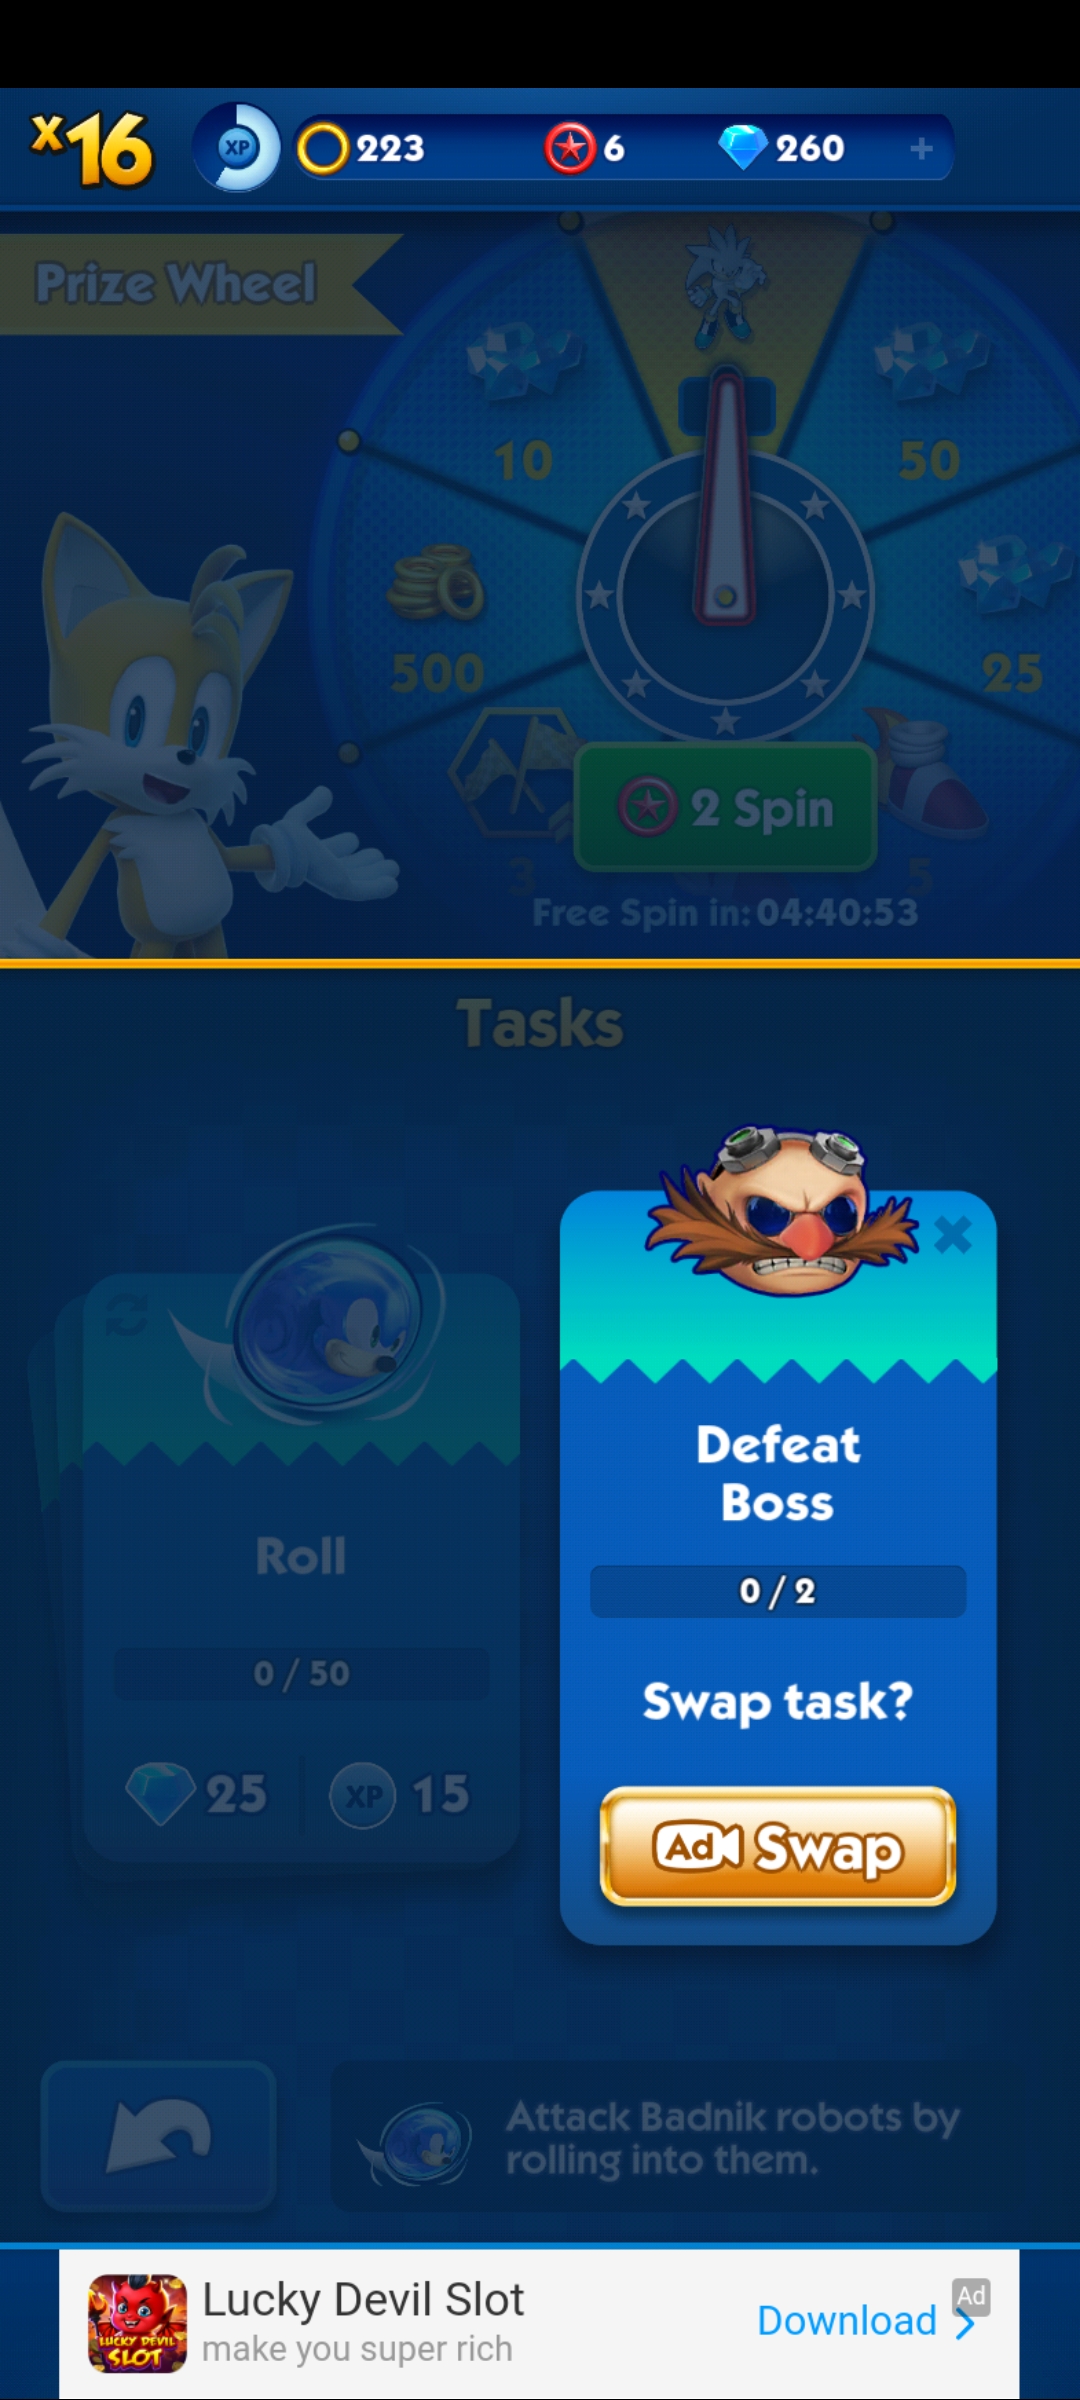 x16
XP
223
6
260
Prize Wheel
10
50
500
25
2 Spin
3
5
Free Spin in: 04:40:53
Tasks
Roll
0 / 50
25
XP
15
Defeat
Boss
0 / 2
Swap task?
Ad Swap
Attack Badnik robots by
rolling into them.
LUCKY DEVIL
SLOT
Lucky Devil Slot
make you super rich
Download
Ad